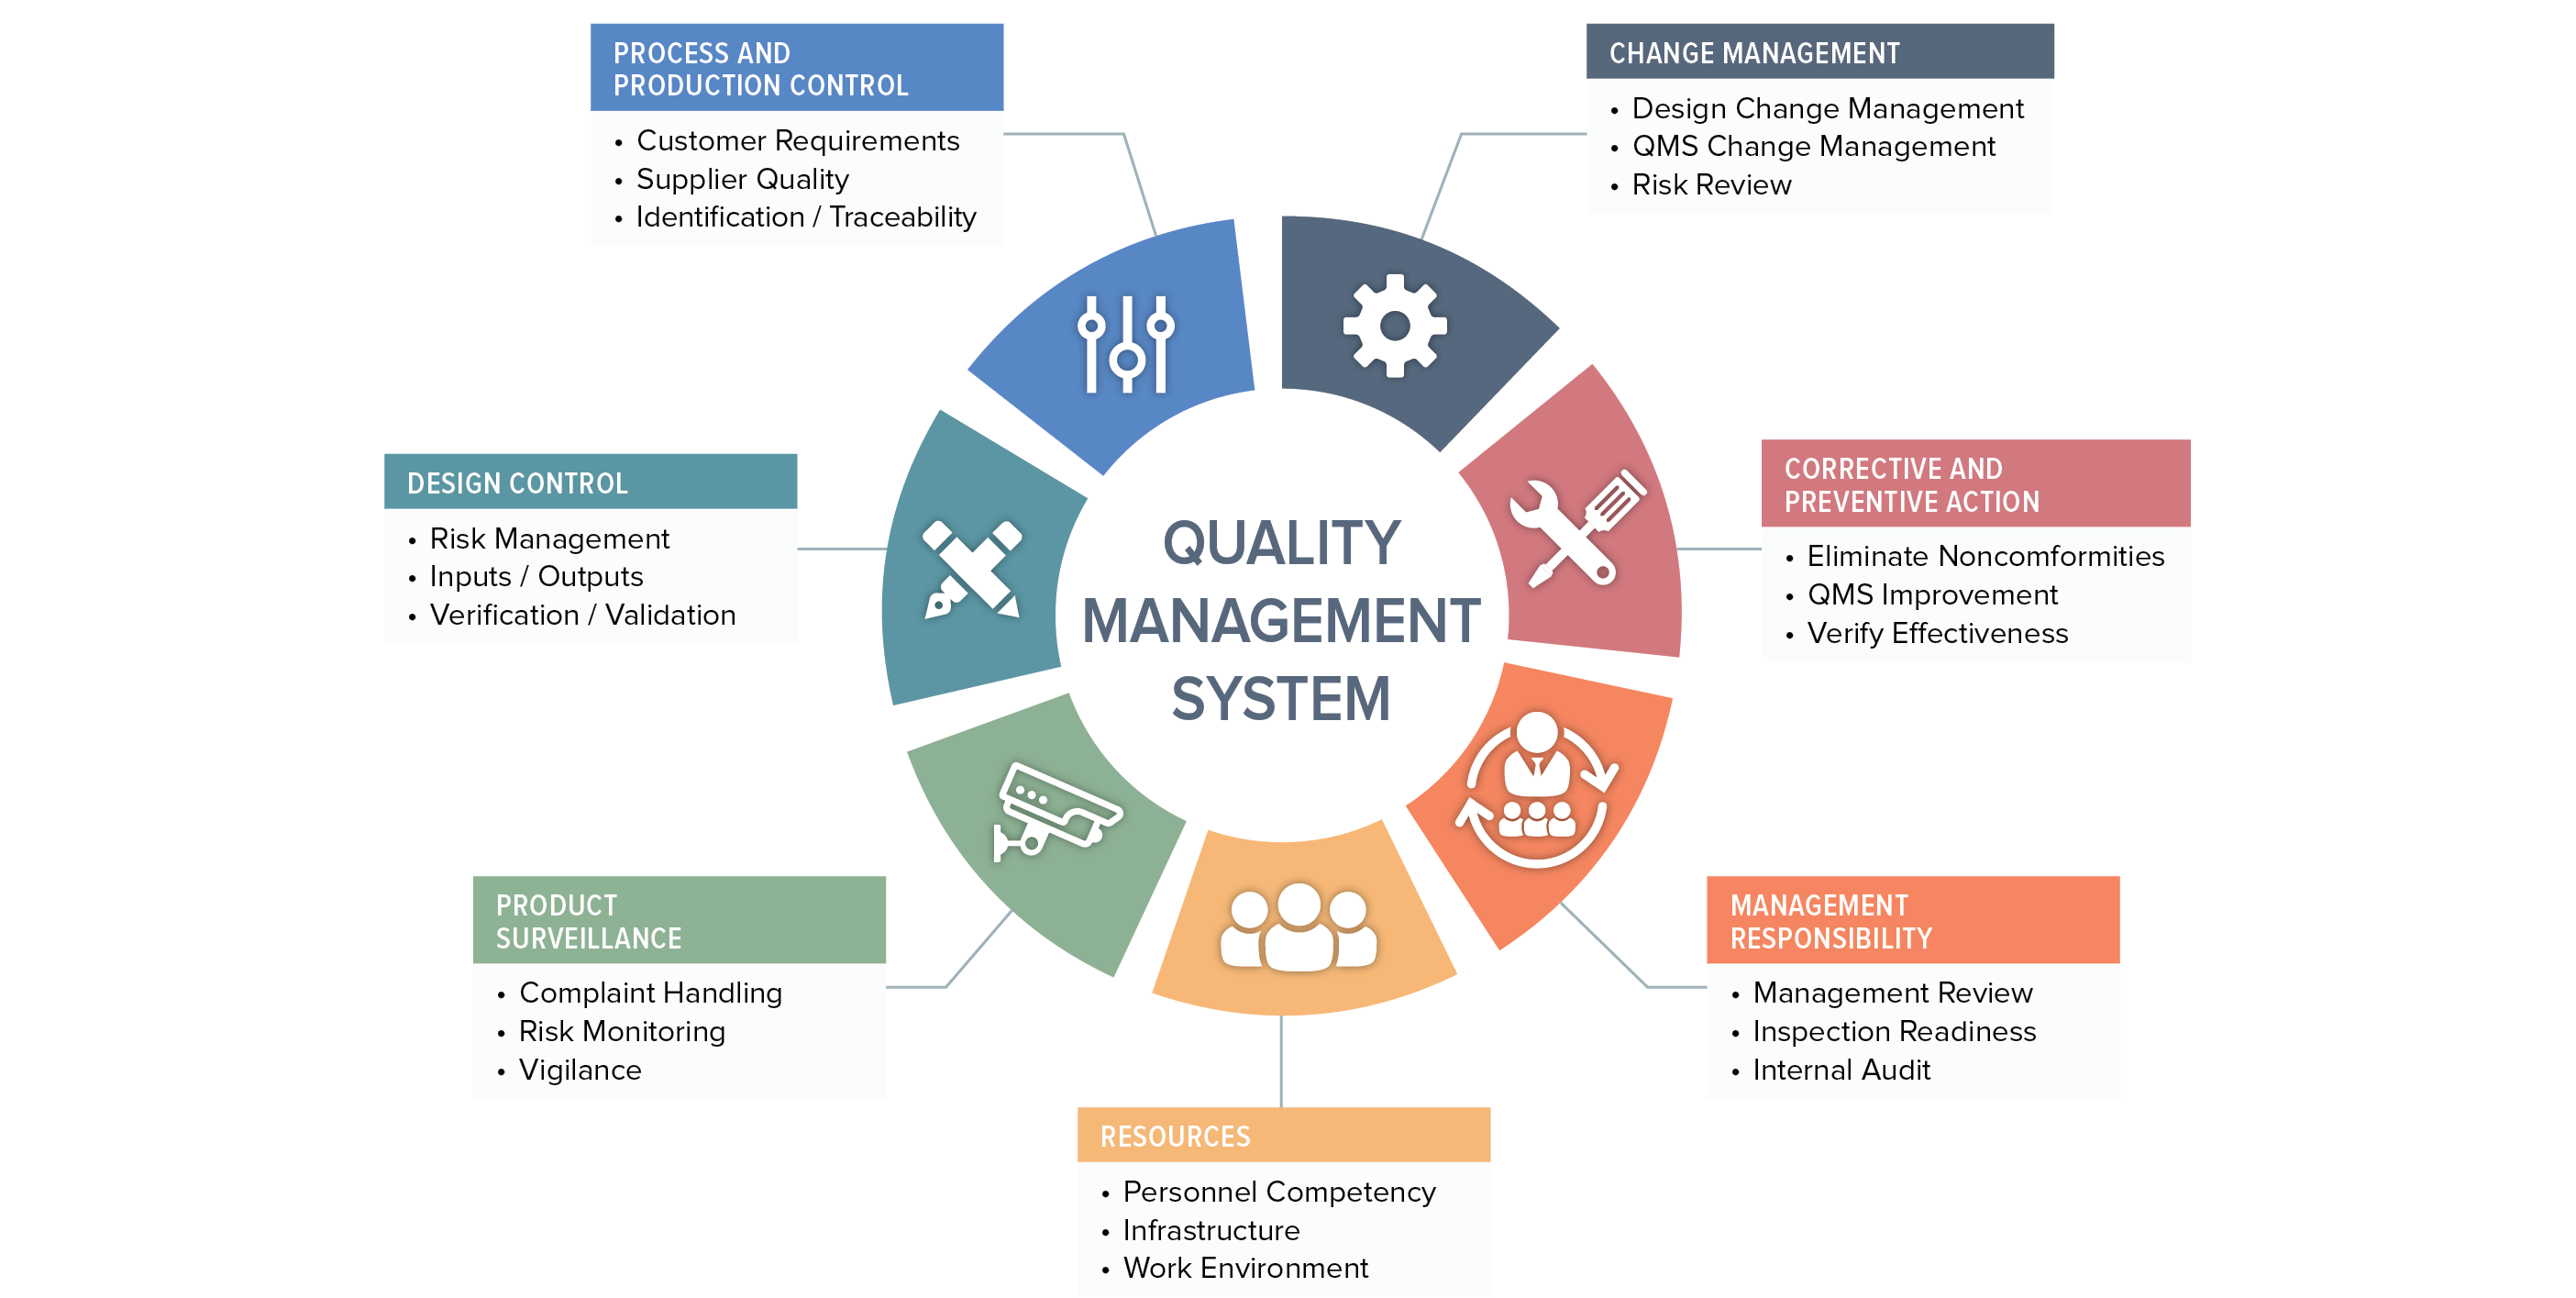 PROCESS AND
PRODUCTION CONTROL
• Customer Requirements
• Supplier Quality
• Identification / Traceability
CHANGE MANAGEMENT
• Design Change Management
• QMS Change Management
• Risk Review
DESIGN CONTROL
• Risk Management
• Inputs / Outputs
• Verification / Validation
QUALITY
MANAGEMENT
SYSTEM
CORRECTIVE AND
PREVENTIVE ACTION
• Eliminate Noncomformities
• QMS Improvement
• Verify Effectiveness
PRODUCT
SURVEILLANCE
• Complaint Handling
• Risk Monitoring
• Vigilance
MANAGEMENT
RESPONSIBILITY
• Management Review
• Inspection Readiness
• Internal Audit
RESOURCES
• Personnel Competency
• Infrastructure
• Work Environment